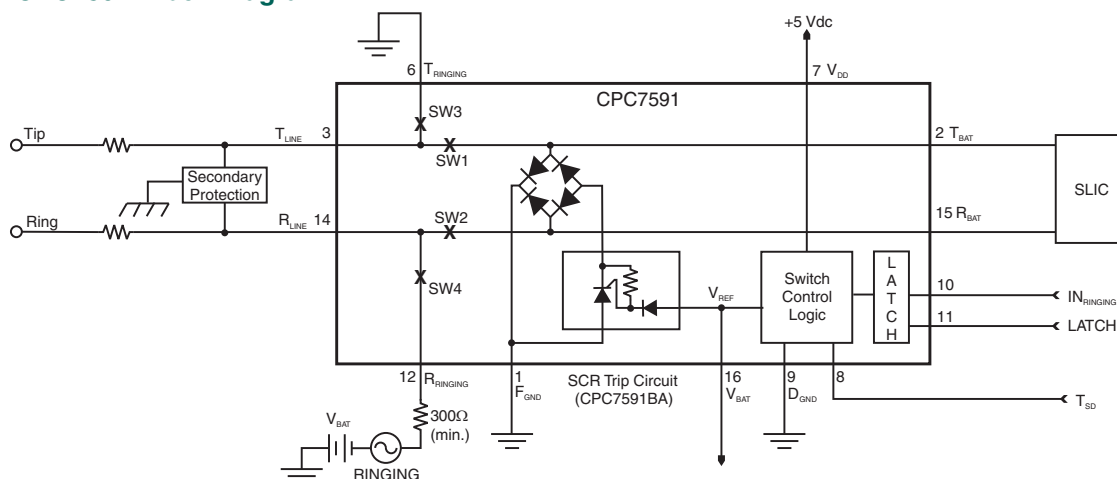 +5 Vdc
6 T_RINGING
7 V_DD
CPC7591
SW3
Tip
T_LINE 3
2 T_BAT
SW1
Secondary
Protection
SLIC
Ring
R_LINE 14
SW2
15 R_BAT
SW4
V_REF
Switch
Control
Logic
L
A
T
C
H
10
IN_RINGING
11
LATCH
12 R_RINGING
1
F_GND
SCR Trip Circuit
(CPC7591BA)
16
V_BAT
9
D_GND
8
T_SD
300Ω
(min.)
V_BAT
RINGING